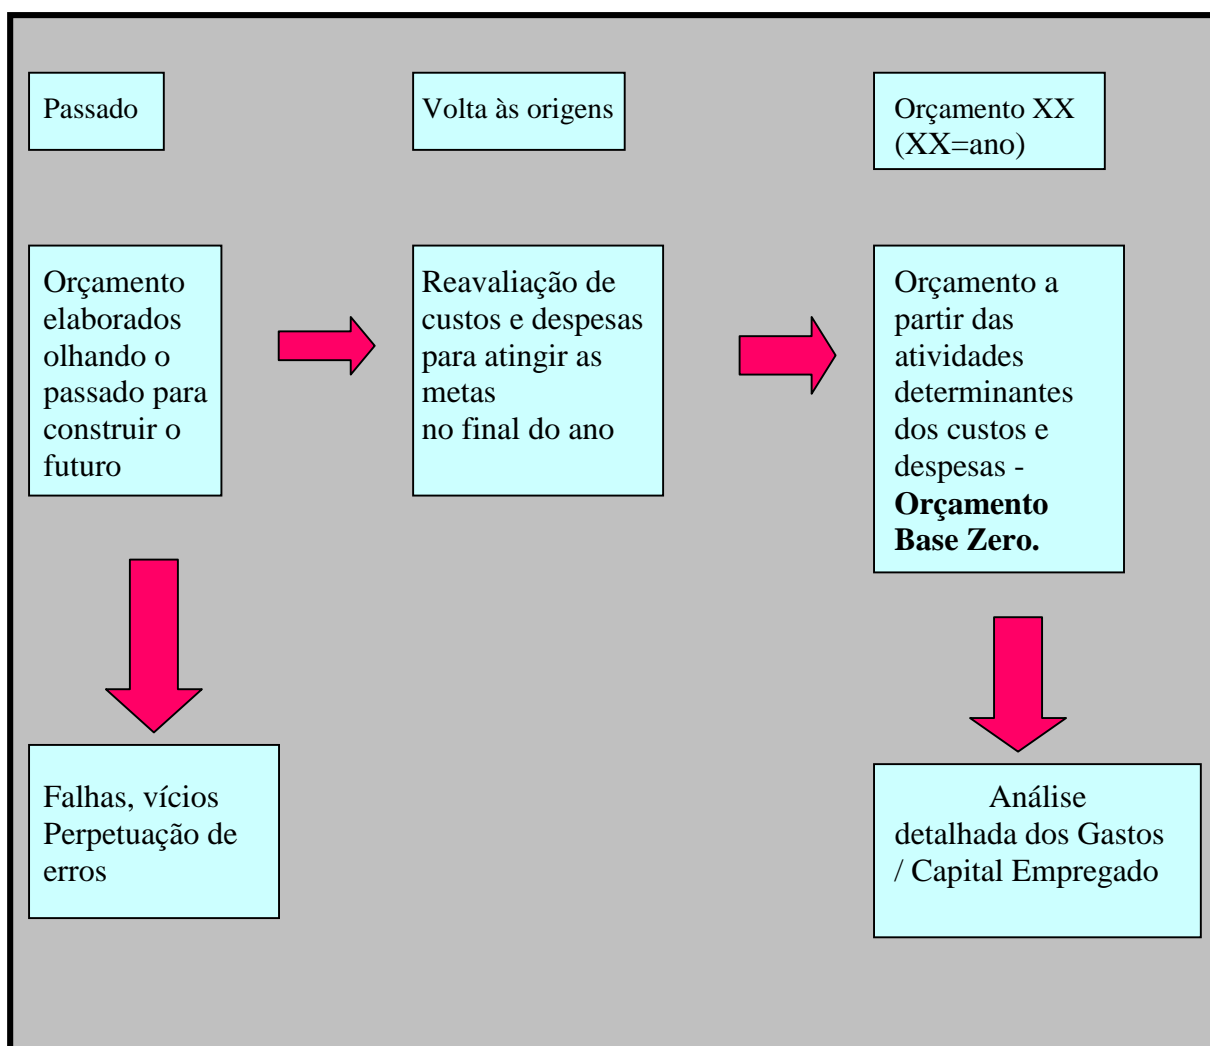 Passado
Volta às origens
Orçamento XX
(XX=ano)
Orçamento
elaborados
olhando o
passado para
construir o
futuro
Reavaliação de
custos e despesas
para atingir as
metas
no final do ano
Orçamento a
partir das
atividades
determinantes
dos custos e
despesas -
Orçamento
Base Zero.
Falhas, vícios
Perpetuação de
erros
Análise
detalhada dos Gastos
/ Capital Empregado